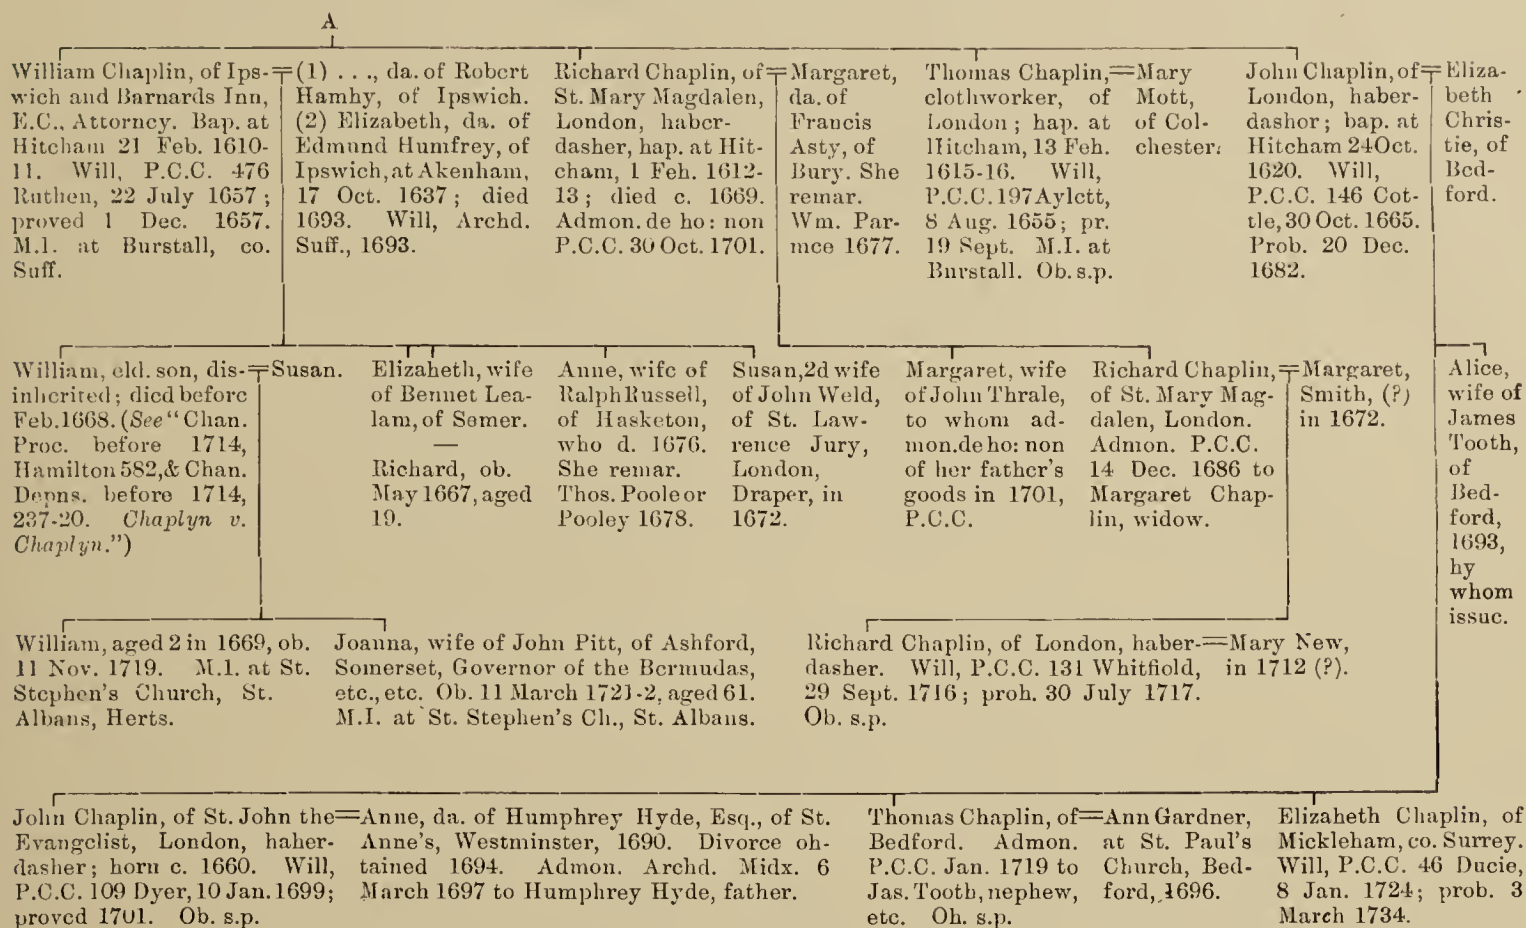 A
William Chaplin, of Ips-
wich and Barnards Inn,
E.C., Attorney. Bap. at
Hitcham 21 Feb. 1610-
11. Will, P.C.C. 476
Ruthen, 22 July 1657;
proved 1 Dec. 1657.
M.I. at Burstall, co.
Suff.
(1) . . ., da. of Robert
Hamby, of Ipswich.
(2) Elizabeth, da. of
Edmund Humfrey, of
Ipswich, at Akenham,
17 Oct. 1637; died
1693. Will, Archd.
Suff., 1693.
Richard Chaplin, of
St. Mary Magdalen,
London, haber-
dasher, bap. at Hit-
cham, 1 Feb. 1612-
13; died c. 1669.
Admon. de bo: non
P.C.C. 30 Oct. 1701.
Margaret,
da. of
Francis
Asty, of
Bury. She
remar.
Wm. Par-
mce 1677.
Thomas Chaplin,
clothworker, of
London; bap. at
Hitcham, 13 Feb.
1615-16. Will,
P.C.C. 197 Aylett,
8 Aug. 1655; pr.
19 Sept. M.I. at
Burstall. Ob. s.p.
Mary
Mott,
of Col-
chester.
John Chaplin, of
London, haber-
dashor; bap. at
Hitcham 24 Oct.
1620. Will,
P.C.C. 146 Cot-
tle, 30 Oct. 1665.
Prob. 20 Dec.
1682.
Eliza-
beth
Chris-
tie, of
Bed-
ford.
William, eld. son, dis-
inherited; died before
Feb. 1668. (See "Chan.
Proc. before 1714,
Hamilton 582, & Chan.
Depns. before 1714,
237-20. Chaplyn v.
Chaplyn.")
Susan.
Elizabeth, wife
of Bennet Lea-
lam, of Semer.
—
Richard, ob.
May 1667, aged
19.
Anne, wife of
Ralph Russell,
of Hasketon,
who d. 1676.
She remar.
Thos. Poole or
Pooley 1678.
Susan, 2d wife
of John Weld,
of St. Law-
rence Jury,
London,
Draper, in
1672.
Margaret, wife
of John Thrale,
to whom ad-
mon. de bo: non
of her father's
goods in 1701,
P.C.C.
Richard Chaplin,
of St. Mary Mag-
dalen, London.
Admon. P.C.C.
14 Dec. 1686 to
Margaret Chap-
lin, widow.
Margaret,
Smith, (?)
in 1672.
Alice,
wife of
James
Tooth,
of
Bed-
ford,
1693,
by
whom
issue.
William, aged 2 in 1669, ob.
11 Nov. 1719. M.I. at St.
Stephen's Church, St.
Albans, Herts.
Joanna, wife of John Pitt, of Ashford,
Somerset, Governor of the Bermudas,
etc., etc. Ob. 11 March 1721-2, aged 61.
M.I. at St. Stephen's Ch., St. Albans.
Richard Chaplin, of London, haber-
dasher. Will, P.C.C. 131 Whitfiold,
29 Sept. 1716; prob. 30 July 1717.
Ob. s.p.
Mary New,
in 1712 (?).
John Chaplin, of St. John the
Evangelist, London, haber-
dasher; born c. 1660. Will,
P.C.C. 109 Dyer, 10 Jan. 1699;
proved 1701. Ob. s.p.
Anne, da. of Humphrey Hyde, Esq., of St.
Anne's, Westminster, 1690. Divorce ob-
tained 1694. Admon. Archd. Midx. 6
March 1697 to Humphrey Hyde, father.
Thomas Chaplin, of
Bedford. Admon.
P.C.C. Jan. 1719 to
Jas. Tooth, nephew,
etc. Ob. s.p.
Ann Gardner,
at St. Paul's
Church, Bed-
ford, 1696.
Elizabeth Chaplin, of
Mickleham, co. Surrey.
Will, P.C.C. 46 Ducie,
8 Jan. 1724; prob. 3
March 1734.